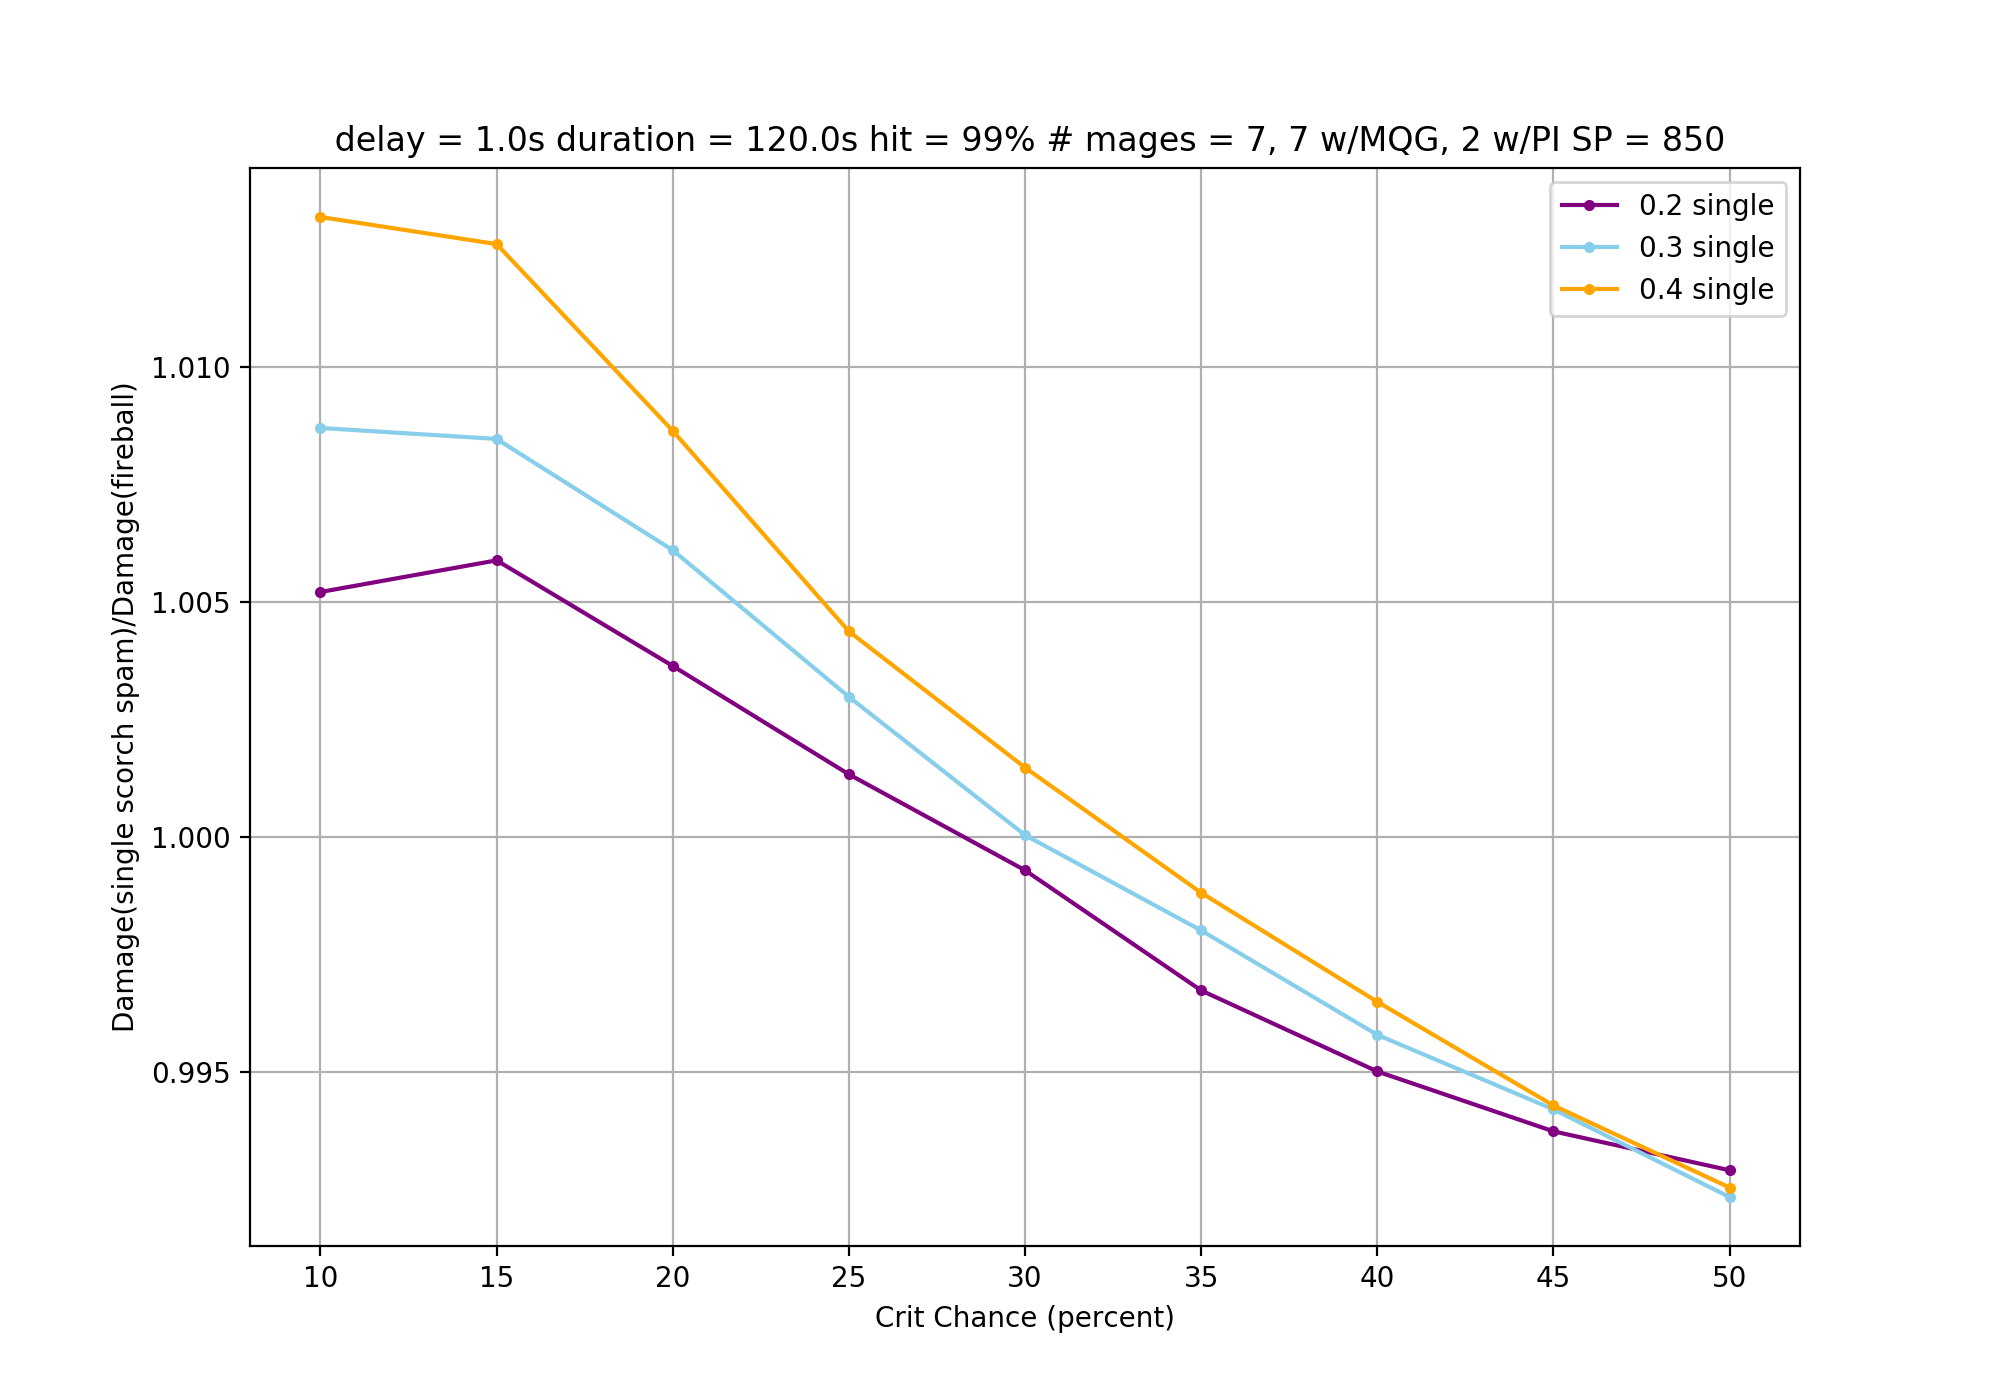 delay = 1.0s duration = 120.0s hit = 99% # mages = 7, 7 w/MQG, 2 w/PI SP = 850
0.2 single
0.3 single
0.4 single
Damage(single scorch spam)/Damage(fireball)
1.010
1.005
1.000
0.995
10 15 20 25 30 35 40 45 50
Crit Chance (percent)